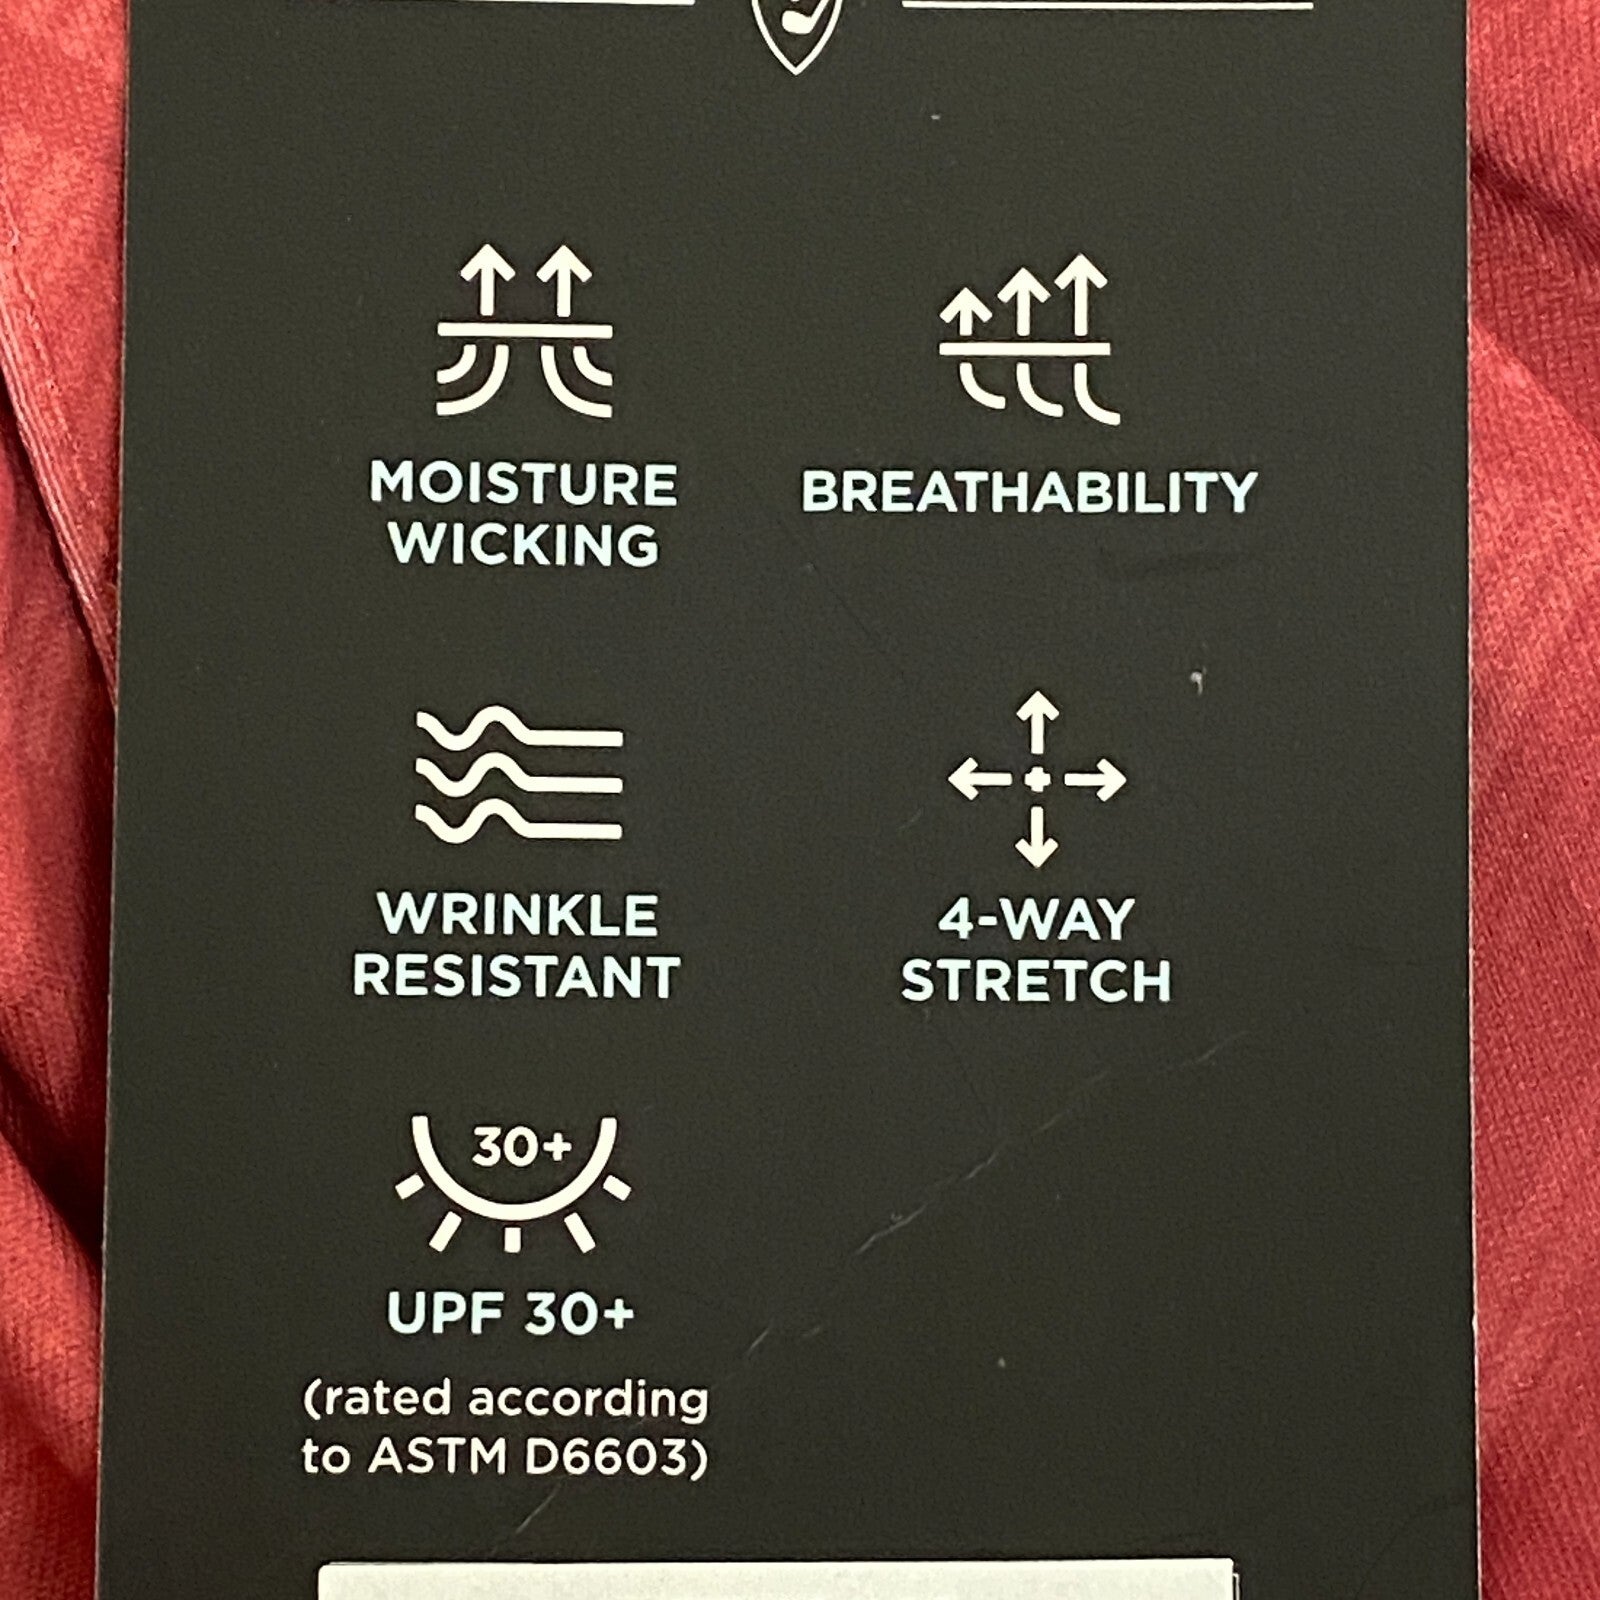 MOISTURE
WICKING
BREATHABILITY
WRINKLE
RESISTANT
4-WAY
STRETCH
30+
UPF 30+
(rated according
to ASTM D6603)